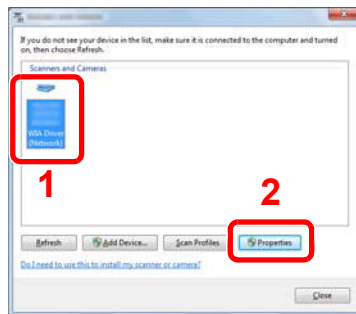 If you do not see your device in the list, make sure it is connected to the computer and turned
on, then choose Refresh.
Scanners and Cameras
WIA Driver
(Network)
1
2
Refresh
Add Device...
Scan Profiles
Properties
Do I need to use this to install my scanner or camera?
Close